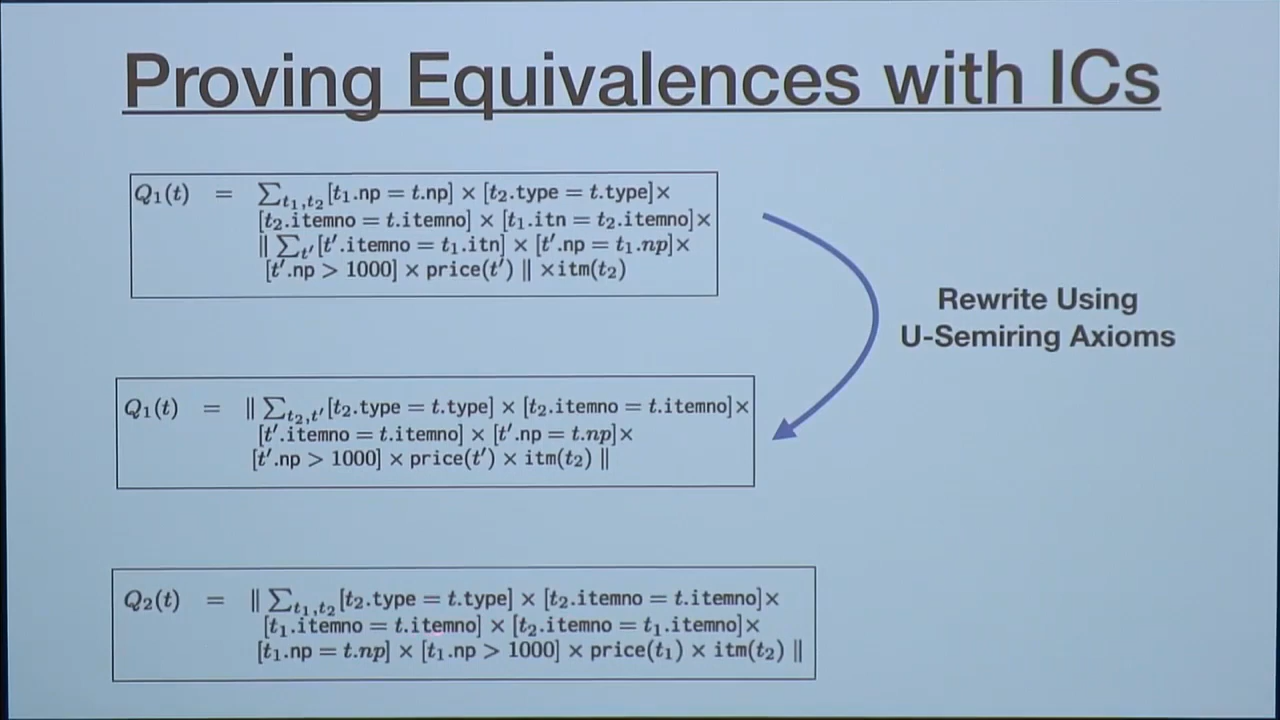 Proving Equivalences with ICs
Q₁(t) = ∑ₜ₁,ₜ₂[t₁.np = t.np] × [t₂.type = t.type]×
[t₂.itemno = t.itemno] × [t₁.itn = t₂.itemno]×
‖ ∑ₜ′[t′.itemno = t₁.itn] × [t′.np = t₁.np]×
[t′.np > 1000] × price(t′) ‖ ×itm(t₂)
Rewrite Using
U-Semiring Axioms
Q₁(t) = ‖ ∑ₜ₂,ₜ′[t₂.type = t.type] × [t₂.itemno = t.itemno]×
[t′.itemno = t.itemno] × [t′.np = t.np]×
[t′.np > 1000] × price(t′) × itm(t₂) ‖
Q₂(t) = ‖ ∑ₜ₁,ₜ₂[t₂.type = t.type] × [t₂.itemno = t.itemno]×
[t₁.itemno = t.itemno] × [t₂.itemno = t₁.itemno]×
[t₁.np = t.np] × [t₁.np > 1000] × price(t₁) × itm(t₂) ‖